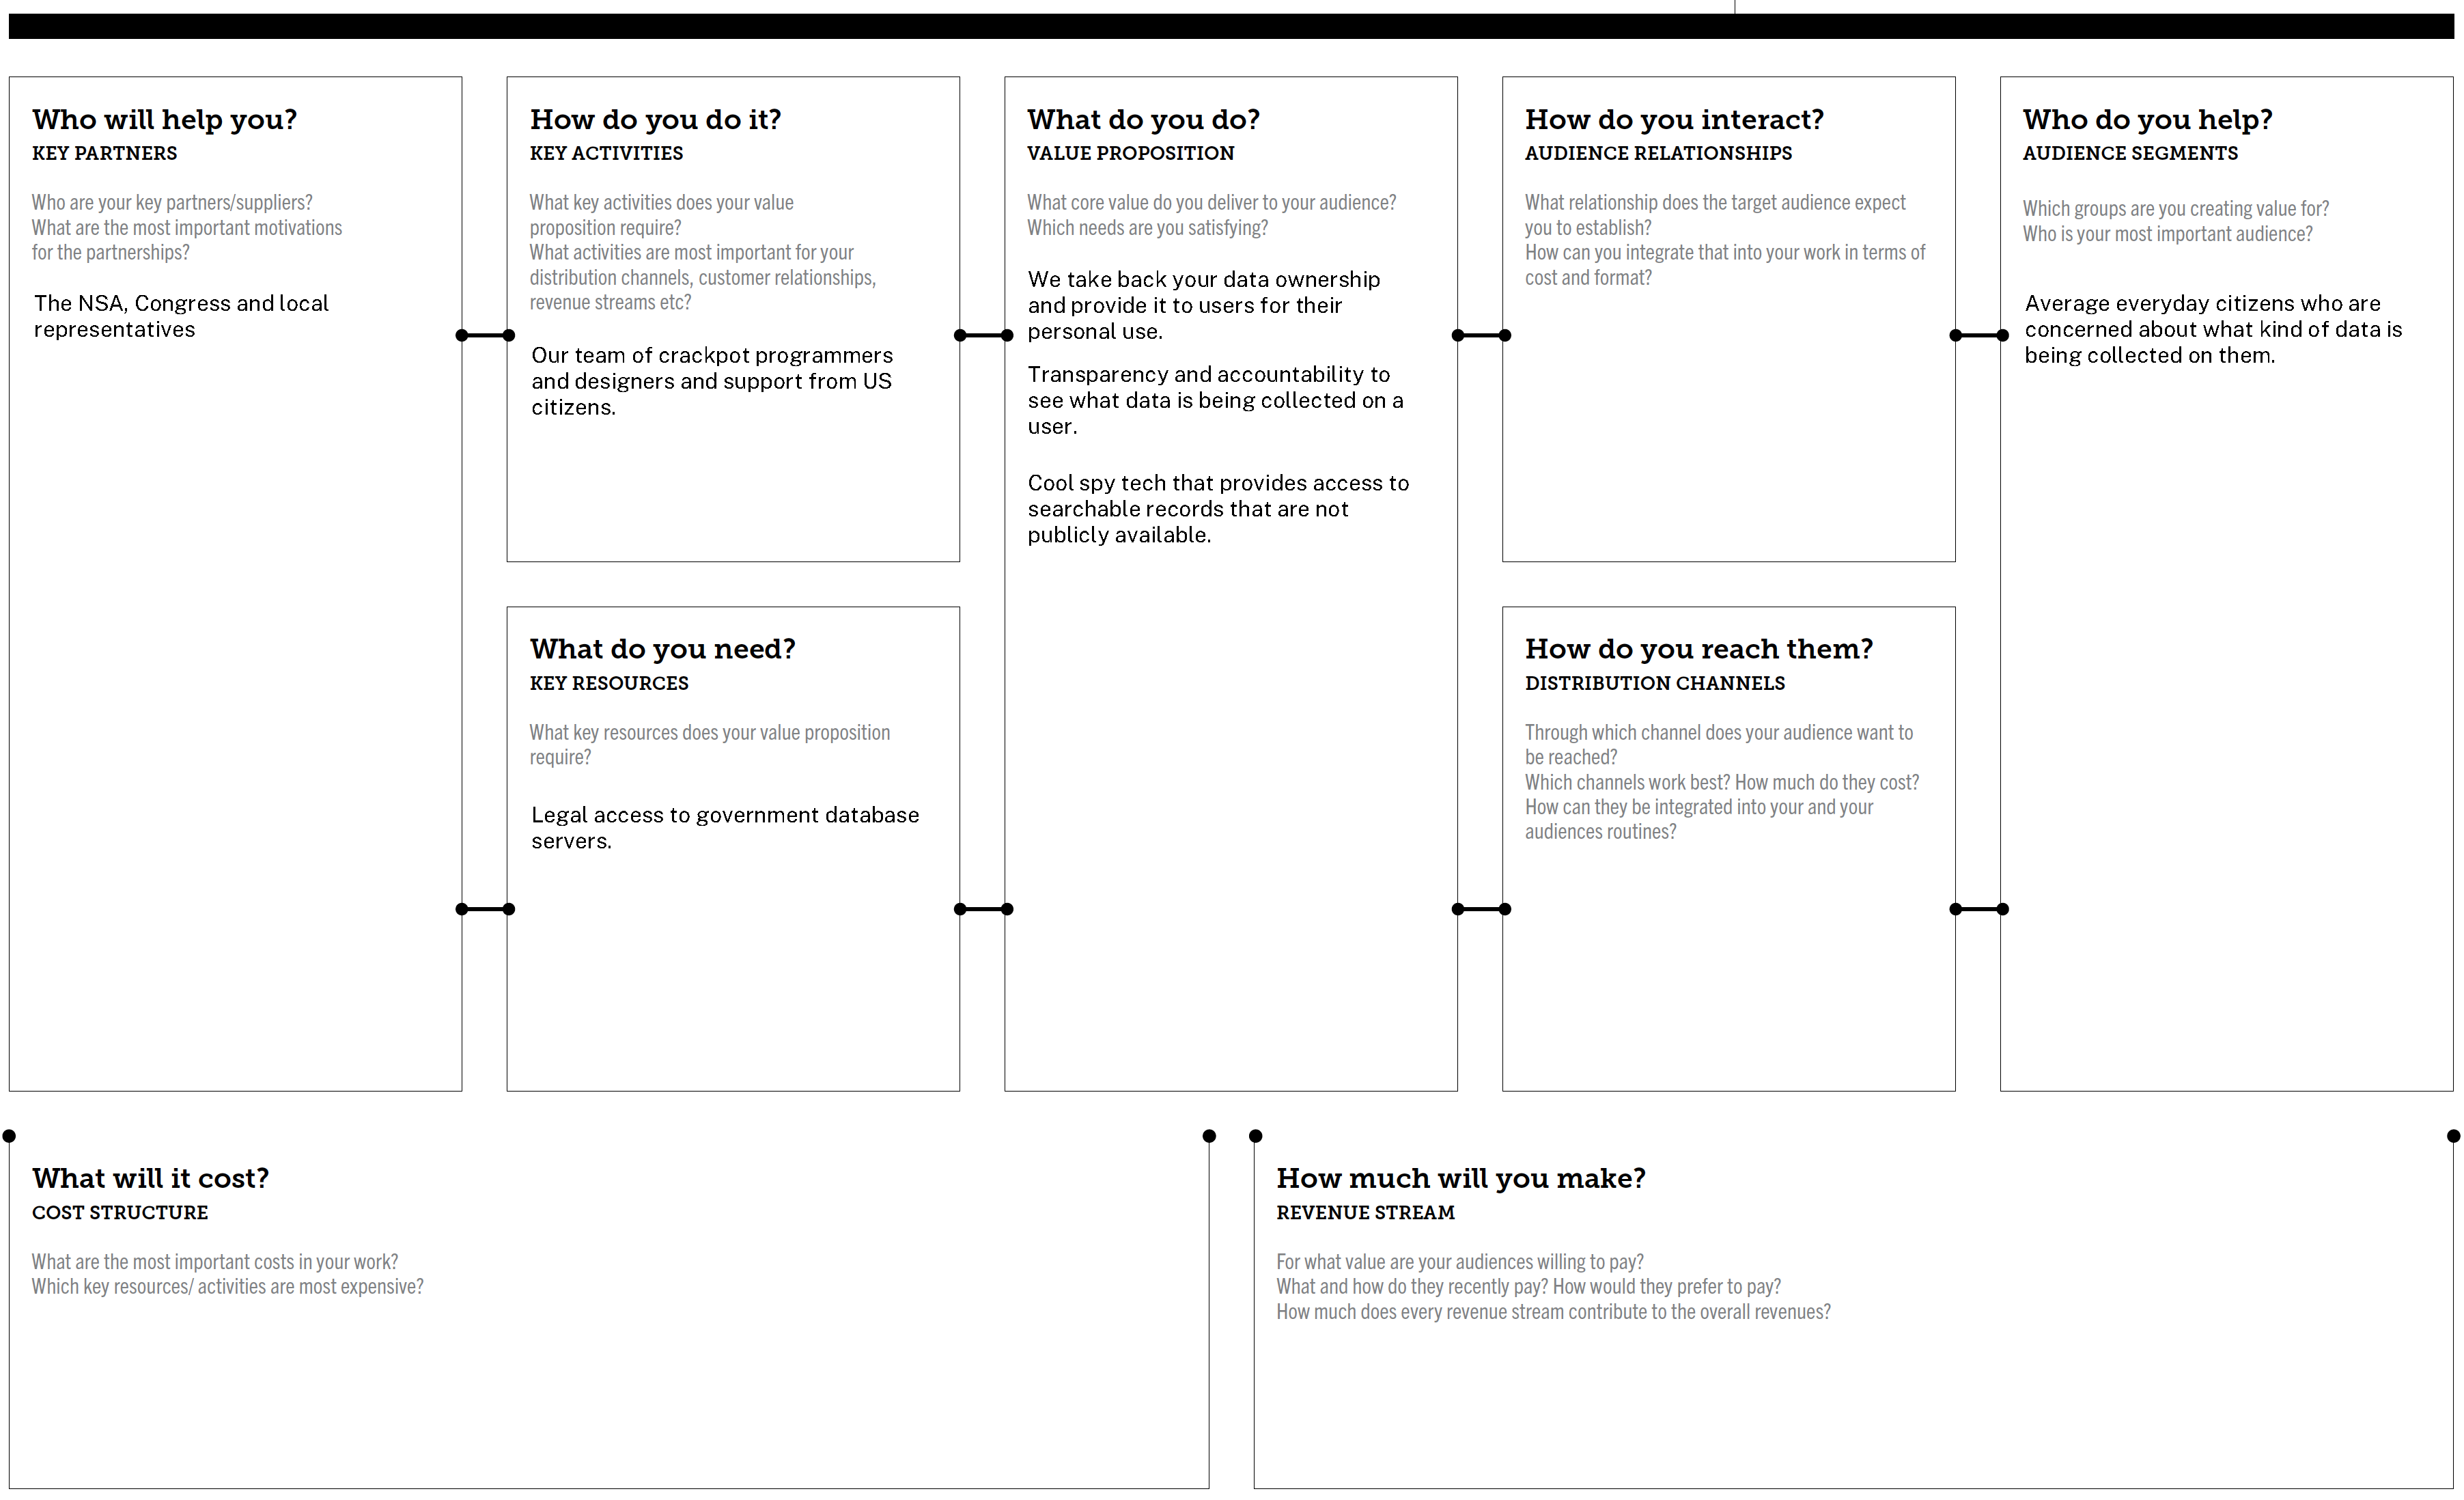 Who will help you?
KEY PARTNERS
Who are your key partners/suppliers?
What are the most important motivations
for the partnerships?
The NSA, Congress and local
representatives
How do you do it?
KEY ACTIVITIES
What key activities does your value
proposition require?
What activities are most important for your
distribution channels, customer relationships,
revenue streams etc?
Our team of crackpot programmers
and designers and support from US
citizens.
What do you need?
KEY RESOURCES
What key resources does your value proposition
require?
Legal access to government database
servers.
What do you do?
VALUE PROPOSITION
What core value do you deliver to your audience?
Which needs are you satisfying?
We take back your data ownership
and provide it to users for their
personal use.
Transparency and accountability to
see what data is being collected on a
user.
Cool spy tech that provides access to
searchable records that are not
publicly available.
How do you interact?
AUDIENCE RELATIONSHIPS
What relationship does the target audience expect
you to establish?
How can you integrate that into your work in terms of
cost and format?
How do you reach them?
DISTRIBUTION CHANNELS
Through which channel does your audience want to
be reached?
Which channels work best? How much do they cost?
How can they be integrated into your and your
audiences routines?
Who do you help?
AUDIENCE SEGMENTS
Which groups are you creating value for?
Who is your most important audience?
Average everyday citizens who are
concerned about what kind of data is
being collected on them.
What will it cost?
COST STRUCTURE
What are the most important costs in your work?
Which key resources/ activities are most expensive?
How much will you make?
REVENUE STREAM
For what value are your audiences willing to pay?
What and how do they recently pay? How would they prefer to pay?
How much does every revenue stream contribute to the overall revenues?